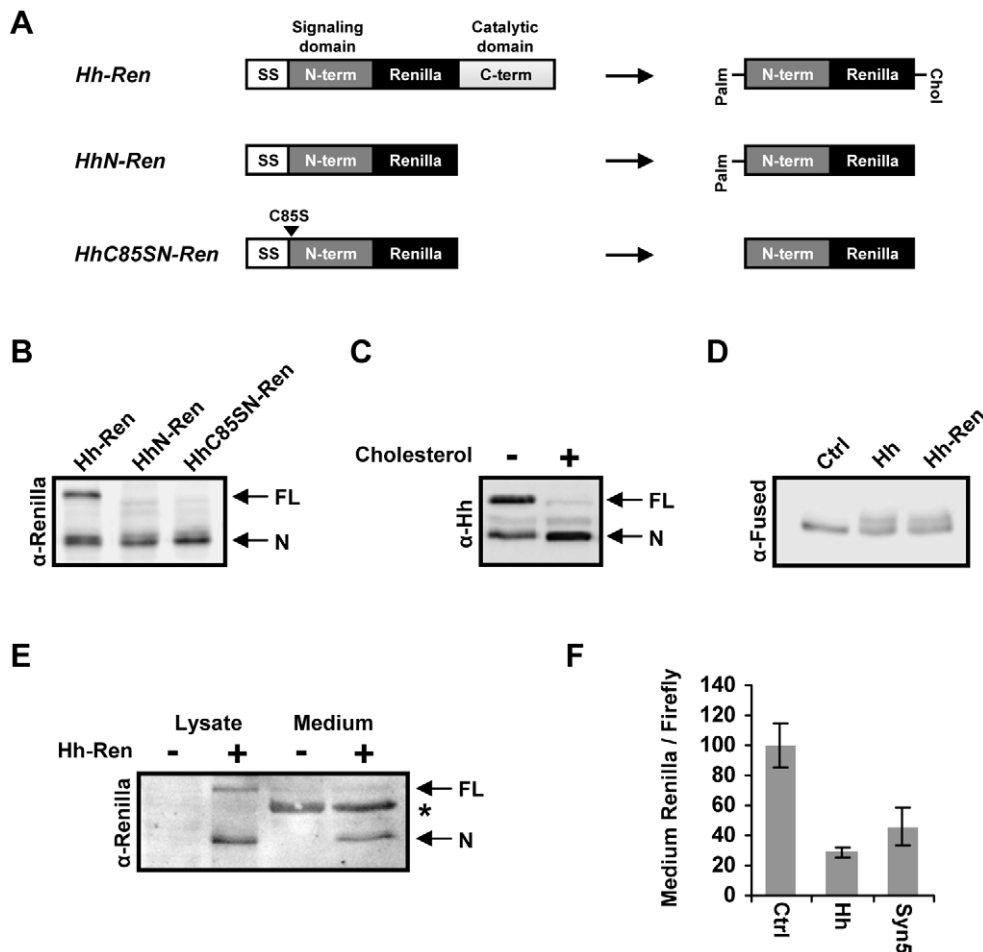 A
Signaling domain
Catalytic domain
Hh-Ren
SS N-term Renilla C-term
Palm N-term Renilla Chol
HhN-Ren
SS N-term Renilla
Palm N-term Renilla
C85S
HhC85SN-Ren
SS N-term Renilla
N-term Renilla
B
Hh-Ren
HhN-Ren
HhC85SN-Ren
α-Renilla
FL
N
C
Cholesterol - +
α-Hh
FL
N
D
Ctrl
Hh
Hh-Ren
α-Fused
E
Lysate Medium
Hh-Ren - + - +
α-Renilla
FL
*
N
F
Medium Renilla / Firefly
140
120
100
80
60
40
20
0
Ctrl
Hh
Syn5